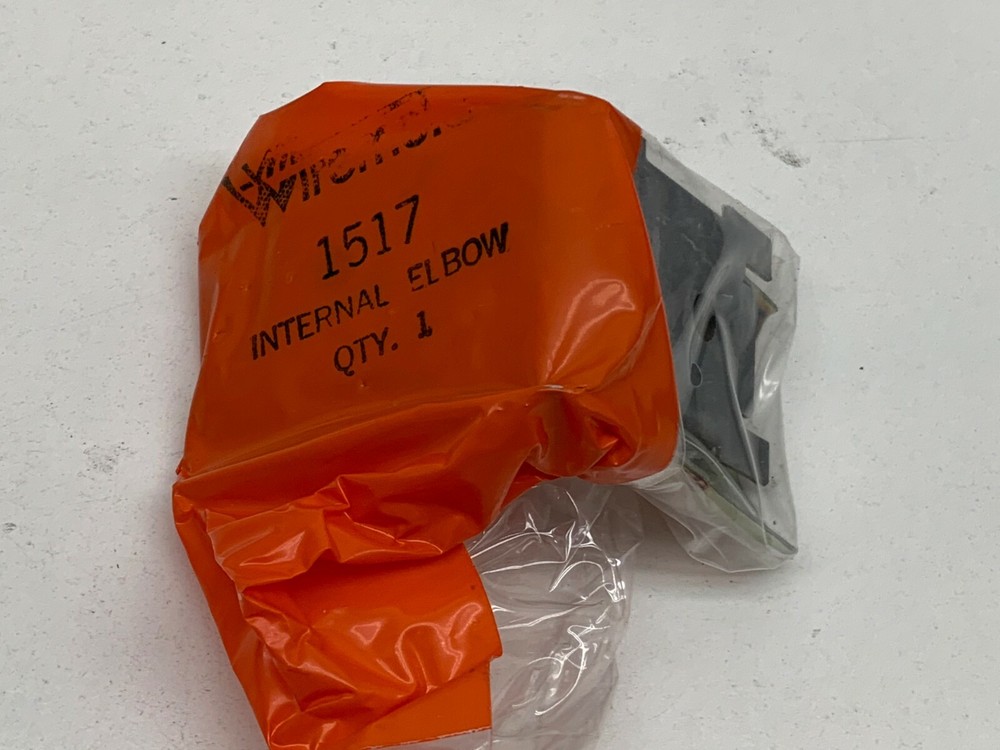 1517
INTERNAL ELBOW
QTY. 1